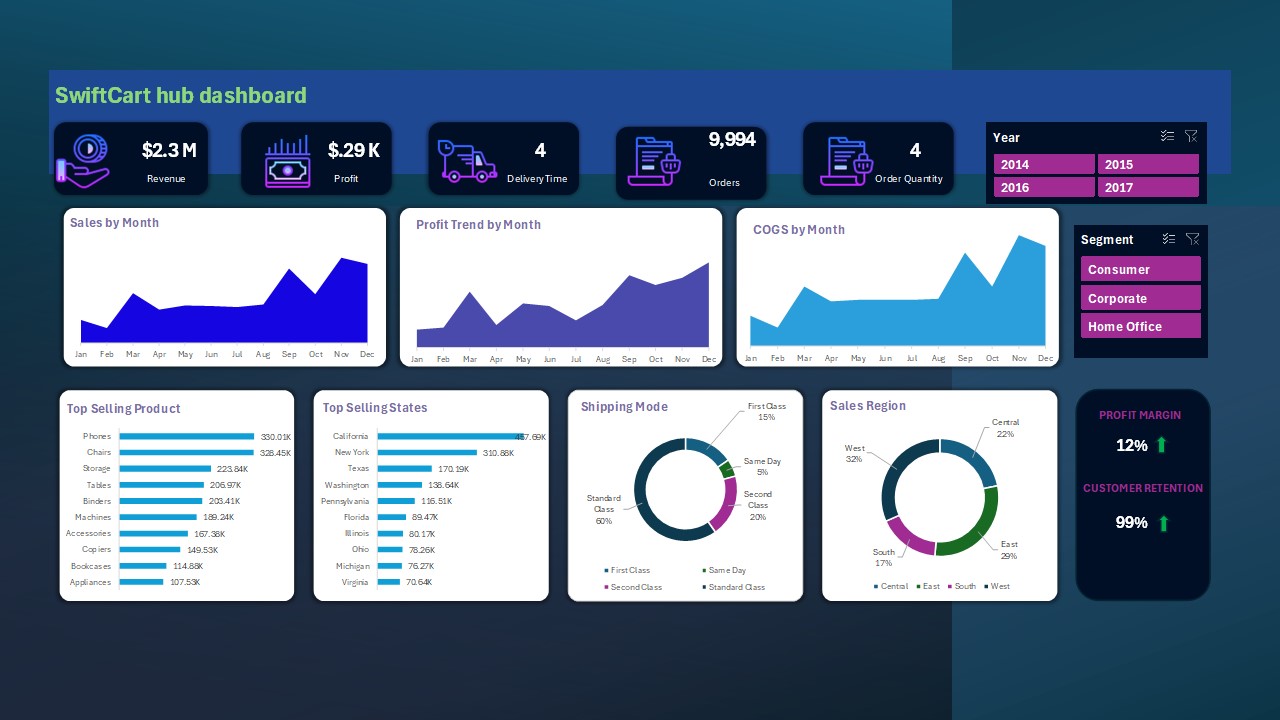 SwiftCart hub dashboard
$2.3 M
Revenue
$.29 K
Profit
4
Delivery Time
9,994
Orders
4
Order Quantity
Year
2014 2015
2016 2017
Sales by Month
Jan Feb Mar Apr May Jun Jul Aug Sep Oct Nov Dec
Profit Trend by Month
Jan Feb Mar Apr May Jun Jul Aug Sep Oct Nov Dec
COGS by Month
Jan Feb Mar Apr May Jun Jul Aug Sep Oct Nov Dec
Segment
Consumer
Corporate
Home Office
Top Selling Product
Phones 330.01K
Chairs 328.45K
Storage 223.84K
Tables 206.97K
Binders 203.41K
Machines 189.24K
Accessories 167.38K
Copiers 149.53K
Bookcases 114.88K
Appliances 107.53K
Top Selling States
California 457.69K
New York 310.88K
Texas 170.19K
Washington 138.64K
Pennsylvania 116.51K
Florida 89.47K
Illinois 80.17K
Ohio 78.26K
Michigan 76.27K
Virginia 70.64K
Shipping Mode
First Class
15%
Same Day
5%
Second
Class
20%
Standard
Class
60%
First Class Same Day
Second Class Standard Class
Sales Region
Central
22%
West
32%
East
29%
South
17%
Central East South West
PROFIT MARGIN
12%
CUSTOMER RETENTION
99%